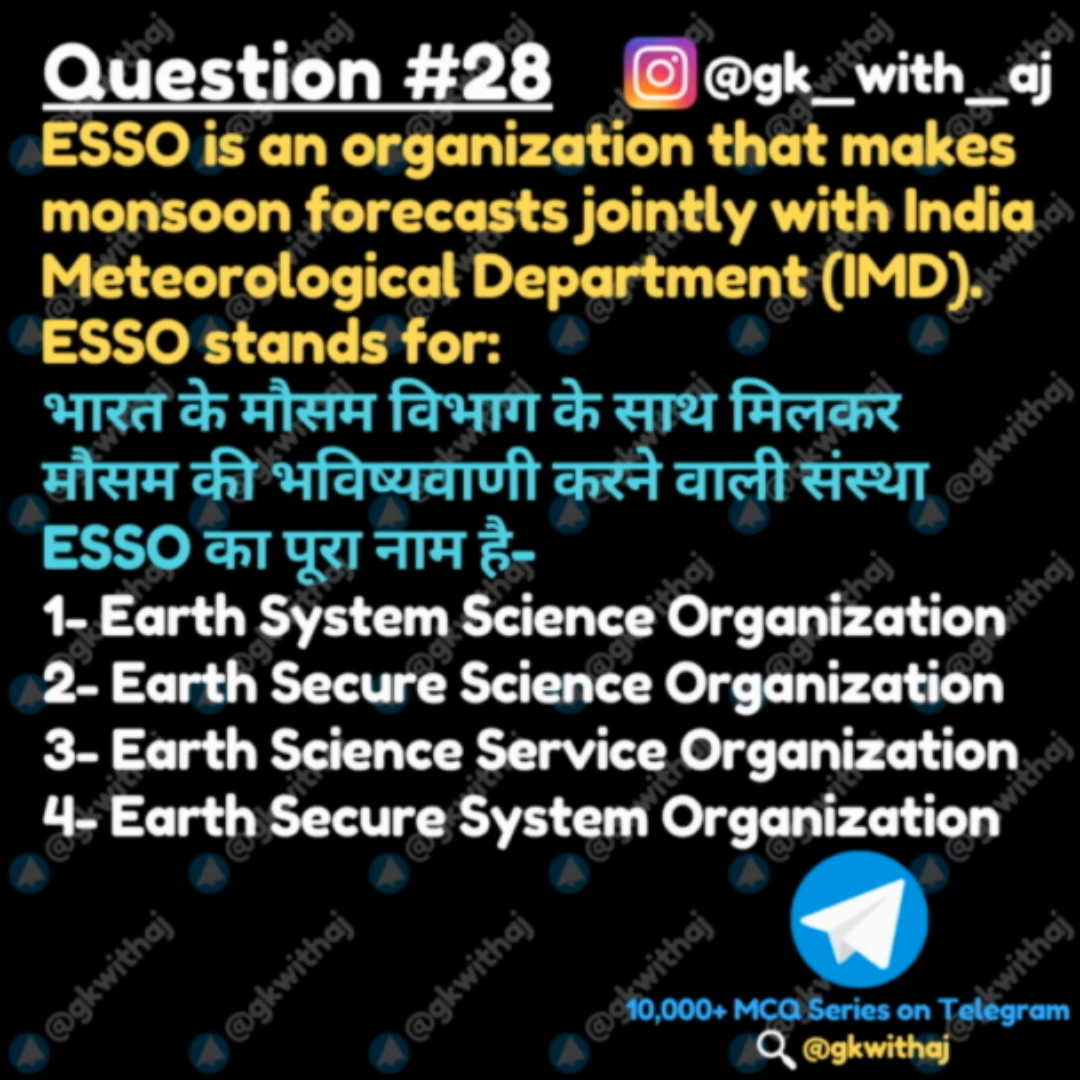 Question #28 @gk_with_aj
ESSO is an organization that makes
monsoon forecasts jointly with India
Meteorological Department (IMD).
ESSO stands for:
भारत के मौसम विभाग के साथ मिलकर
मौसम की भविष्यवाणी करने वाली संस्था
ESSO का पूरा नाम है-
1- Earth System Science Organization
2- Earth Secure Science Organization
3- Earth Science Service Organization
4- Earth Secure System Organization
10,000+ MCQ Series on Telegram
@gkwithaj